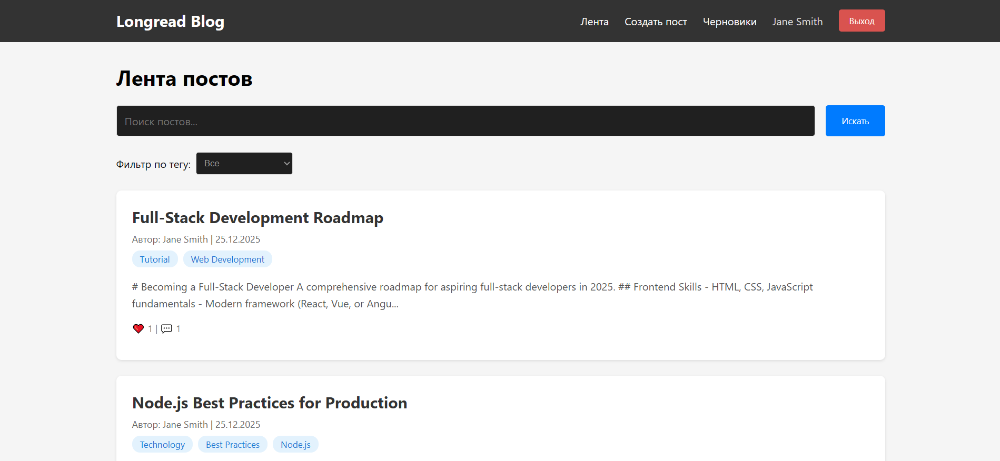 Longread Blog
Лента Создать пост Черновики Jane Smith Выход
Лента постов
Поиск постов... Искать
Фильтр по тегу: Все
Full-Stack Development Roadmap
Автор: Jane Smith | 25.12.2025
Tutorial Web Development
# Becoming a Full-Stack Developer A comprehensive roadmap for aspiring full-stack developers in 2025. ## Frontend Skills - HTML, CSS, JavaScript
fundamentals - Modern framework (React, Vue, or Angu...
❤️ 1 | 💬 1
Node.js Best Practices for Production
Автор: Jane Smith | 25.12.2025
Technology Best Practices Node.js